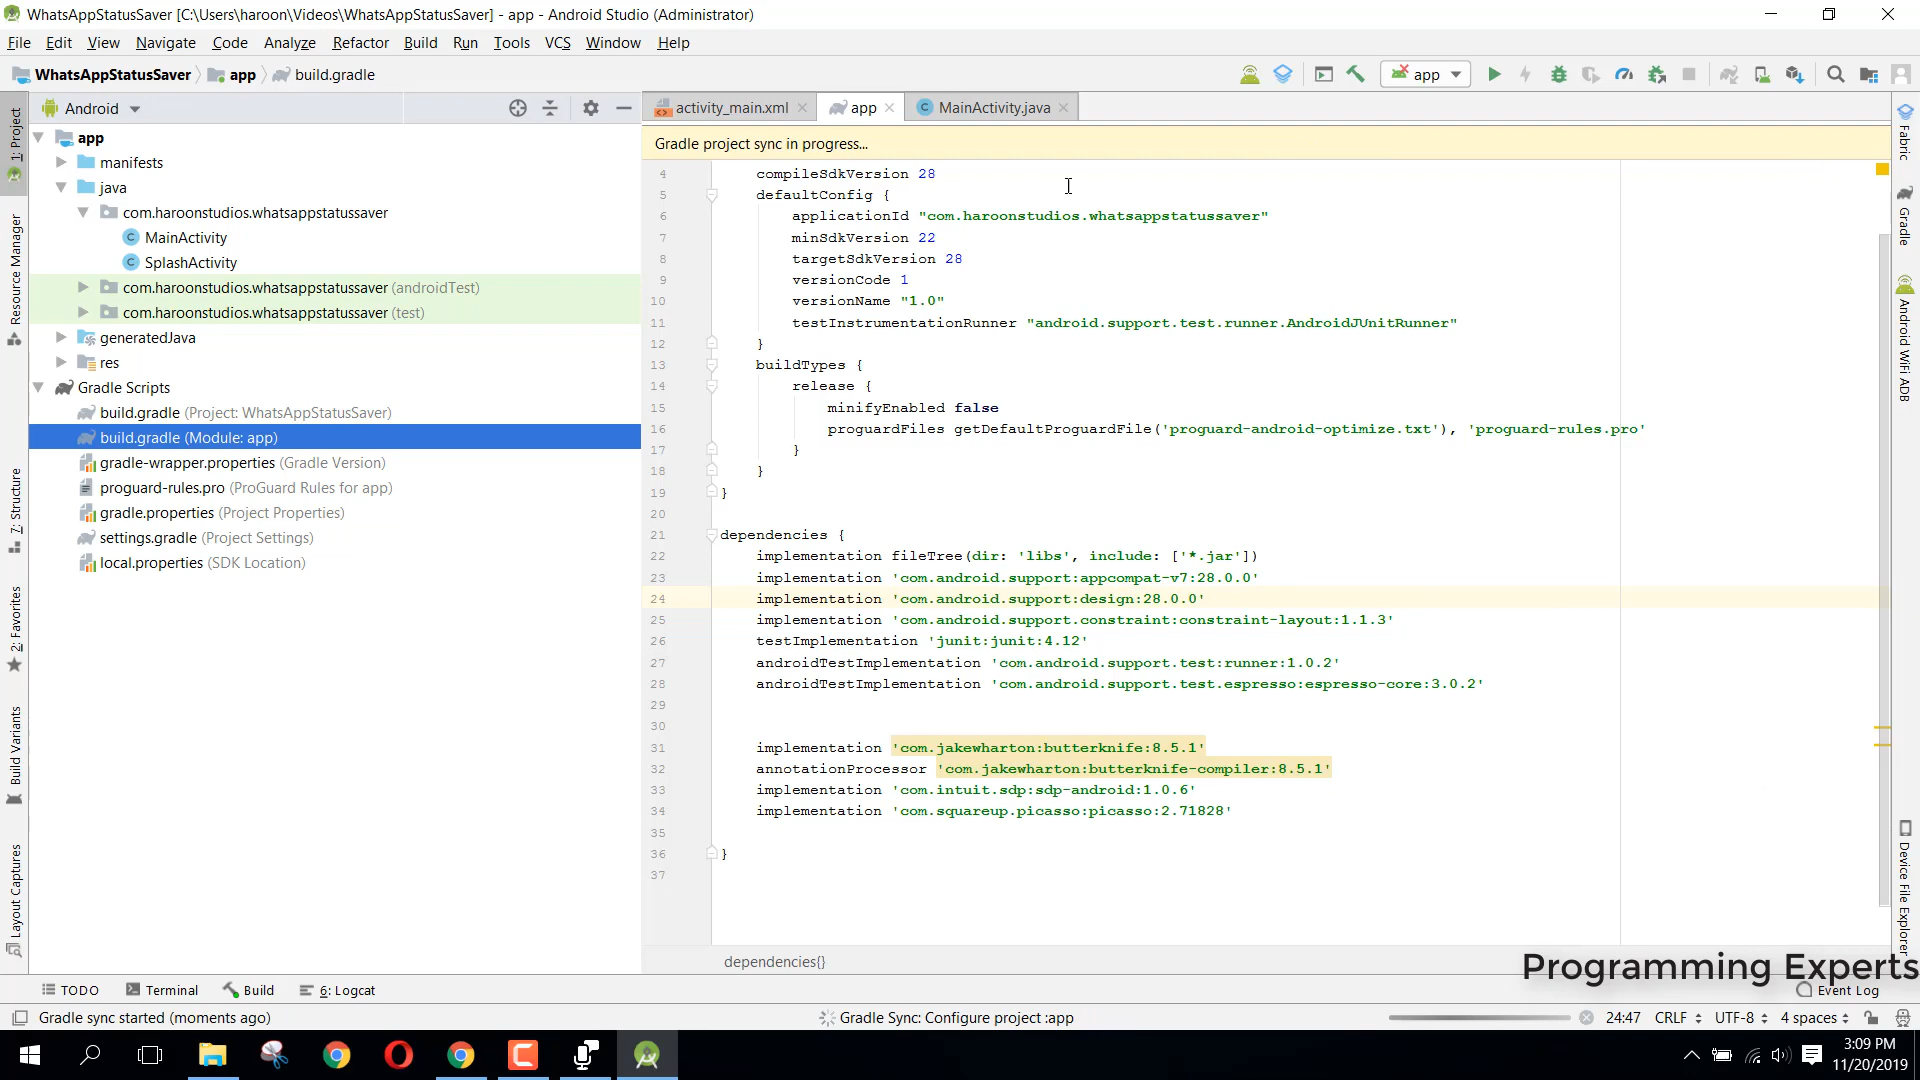 WhatsAppStatusSaver [C:\Users\haroon\Videos\WhatsAppStatusSaver] - app - Android Studio (Administrator)
File Edit View Navigate Code Analyze Refactor Build Run Tools VCS Window Help
WhatsAppStatusSaver app build.gradle
app
Android
activity_main.xml app MainActivity.java
Gradle project sync in progress...
1: Project
Resource Manager
7: Structure
2: Favorites
Build Variants
Layout Captures
app
manifests
java
com.haroonstudios.whatsappstatussaver
MainActivity
SplashActivity
com.haroonstudios.whatsappstatussaver (androidTest)
com.haroonstudios.whatsappstatussaver (test)
generatedJava
res
Gradle Scripts
build.gradle (Project: WhatsAppStatusSaver)
build.gradle (Module: app)
gradle-wrapper.properties (Gradle Version)
proguard-rules.pro (ProGuard Rules for app)
gradle.properties (Project Properties)
settings.gradle (Project Settings)
local.properties (SDK Location)
4 compileSdkVersion 28
5 defaultConfig {
6 applicationId "com.haroonstudios.whatsappstatussaver"
7 minSdkVersion 22
8 targetSdkVersion 28
9 versionCode 1
10 versionName "1.0"
11 testInstrumentationRunner "android.support.test.runner.AndroidJUnitRunner"
12 }
13 buildTypes {
14 release {
15 minifyEnabled false
16 proguardFiles getDefaultProguardFile('proguard-android-optimize.txt'), 'proguard-rules.pro'
17 }
18 }
19 }
20
21 dependencies {
22 implementation fileTree(dir: 'libs', include: ['*.jar'])
23 implementation 'com.android.support:appcompat-v7:28.0.0'
24 implementation 'com.android.support:design:28.0.0'
25 implementation 'com.android.support.constraint:constraint-layout:1.1.3'
26 testImplementation 'junit:junit:4.12'
27 androidTestImplementation 'com.android.support.test:runner:1.0.2'
28 androidTestImplementation 'com.android.support.test.espresso:espresso-core:3.0.2'
29
30
31 implementation 'com.jakewharton:butterknife:8.5.1'
32 annotationProcessor 'com.jakewharton:butterknife-compiler:8.5.1'
33 implementation 'com.intuit.sdp:sdp-android:1.0.6'
34 implementation 'com.squareup.picasso:picasso:2.71828'
35
36 }
37
dependencies{}
Fabric
Gradle
Android WiFi ADB
Device File Explorer
Programming Experts
TODO Terminal Build 6: Logcat Event Log
Gradle sync started (moments ago) Gradle Sync: Configure project :app 24:47 CRLF UTF-8 4 spaces
3:09 PM
11/20/2019